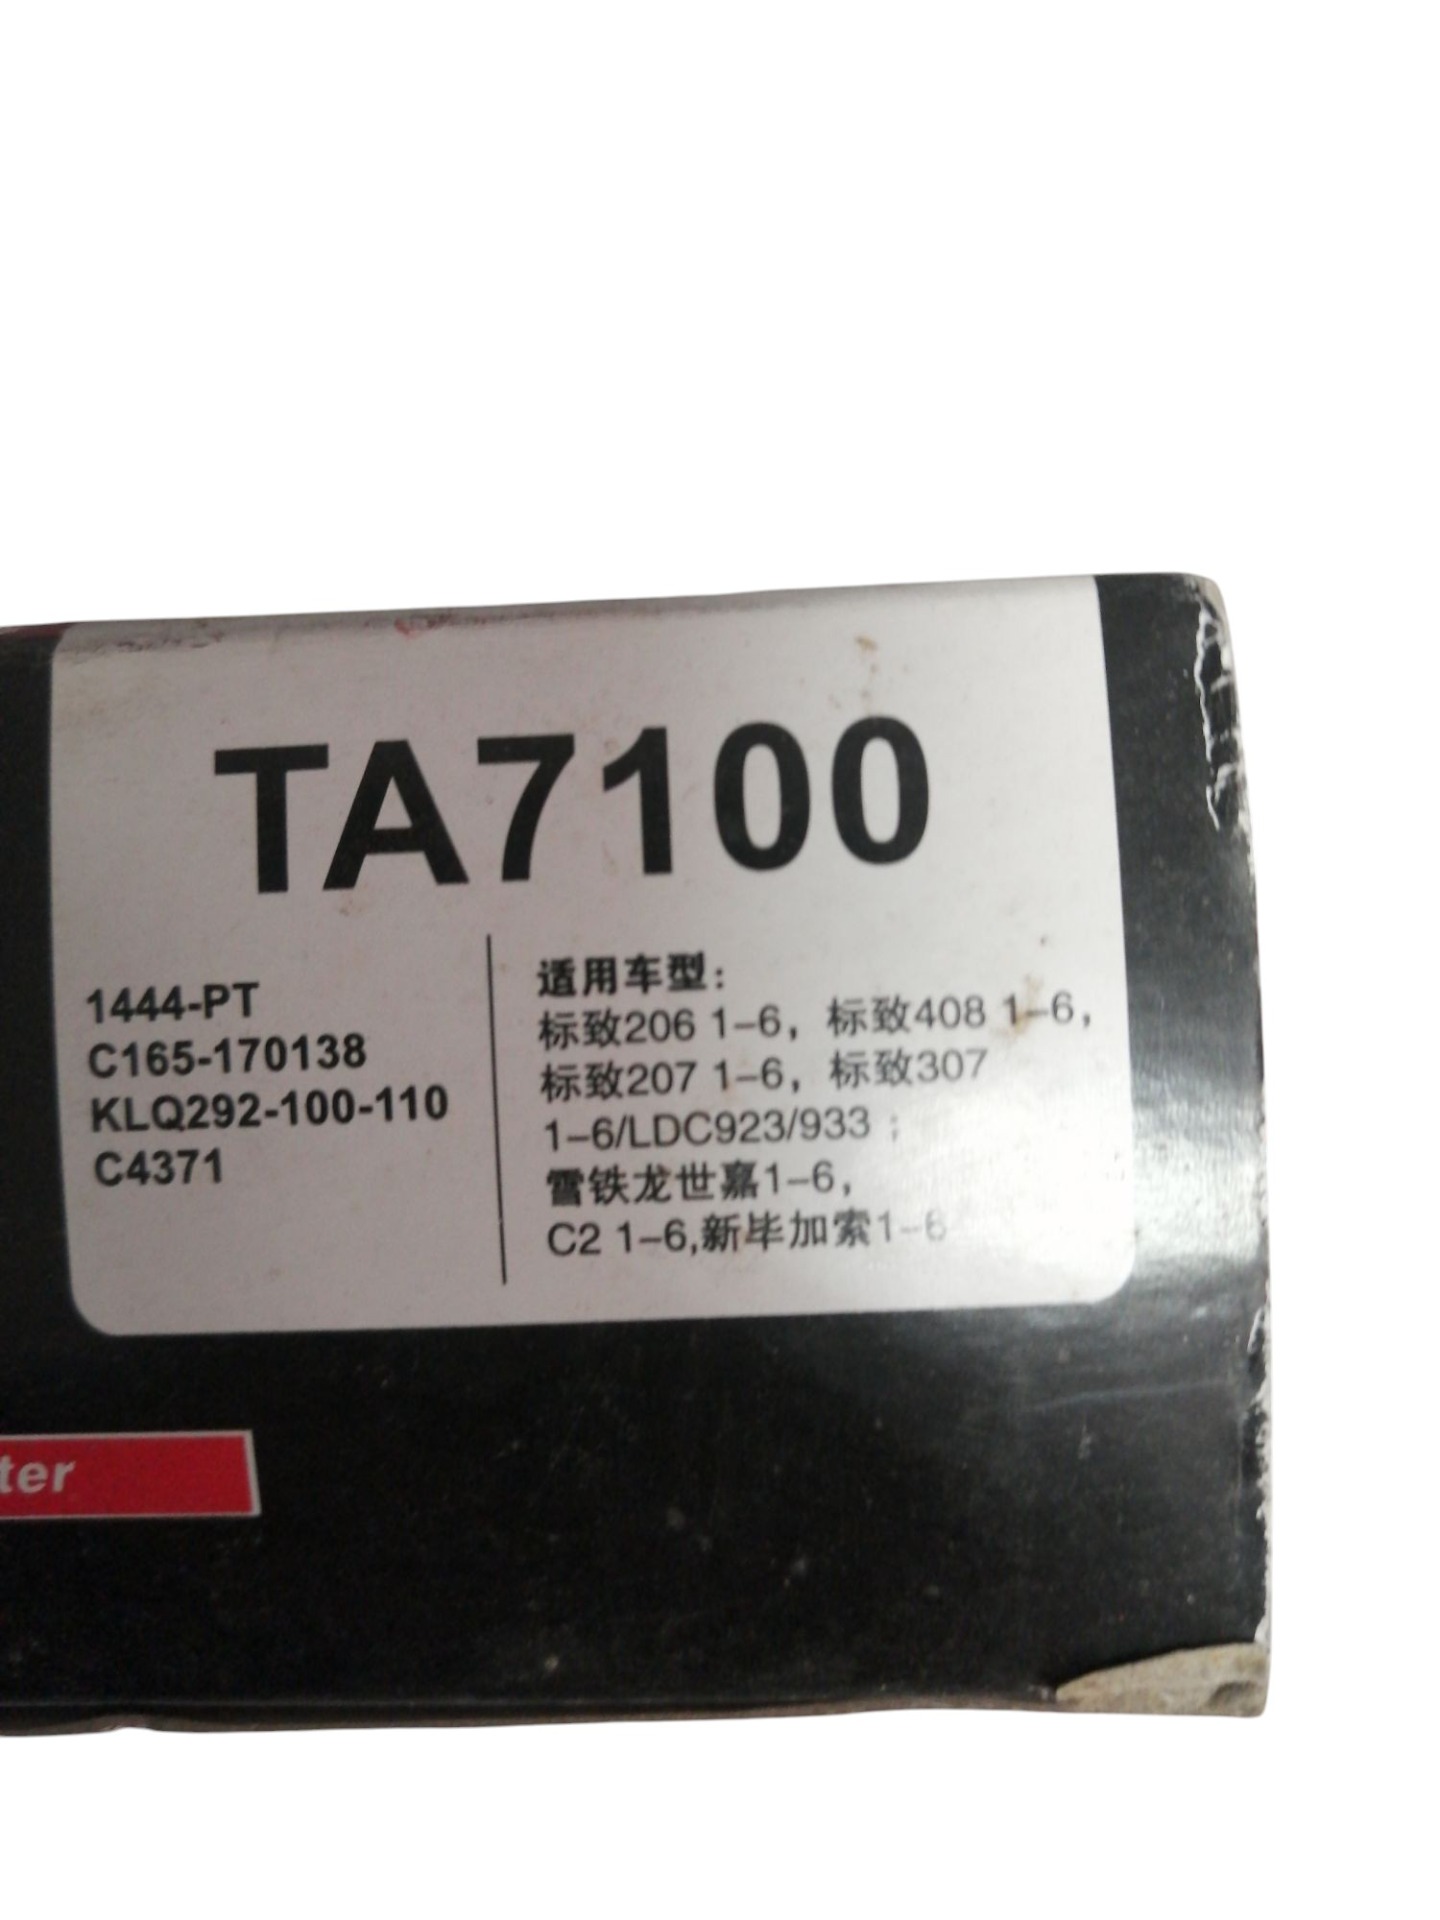 TA7100
1444-PT
C165-170138
KLQ292-100-110
C4371
适用车型：
标致206 1-6，标致408 1-6，
标致207 1-6，标致307
1-6/LDC923/933；
雪铁龙世嘉1-6，
C2 1-6,新毕加索1-6
ter